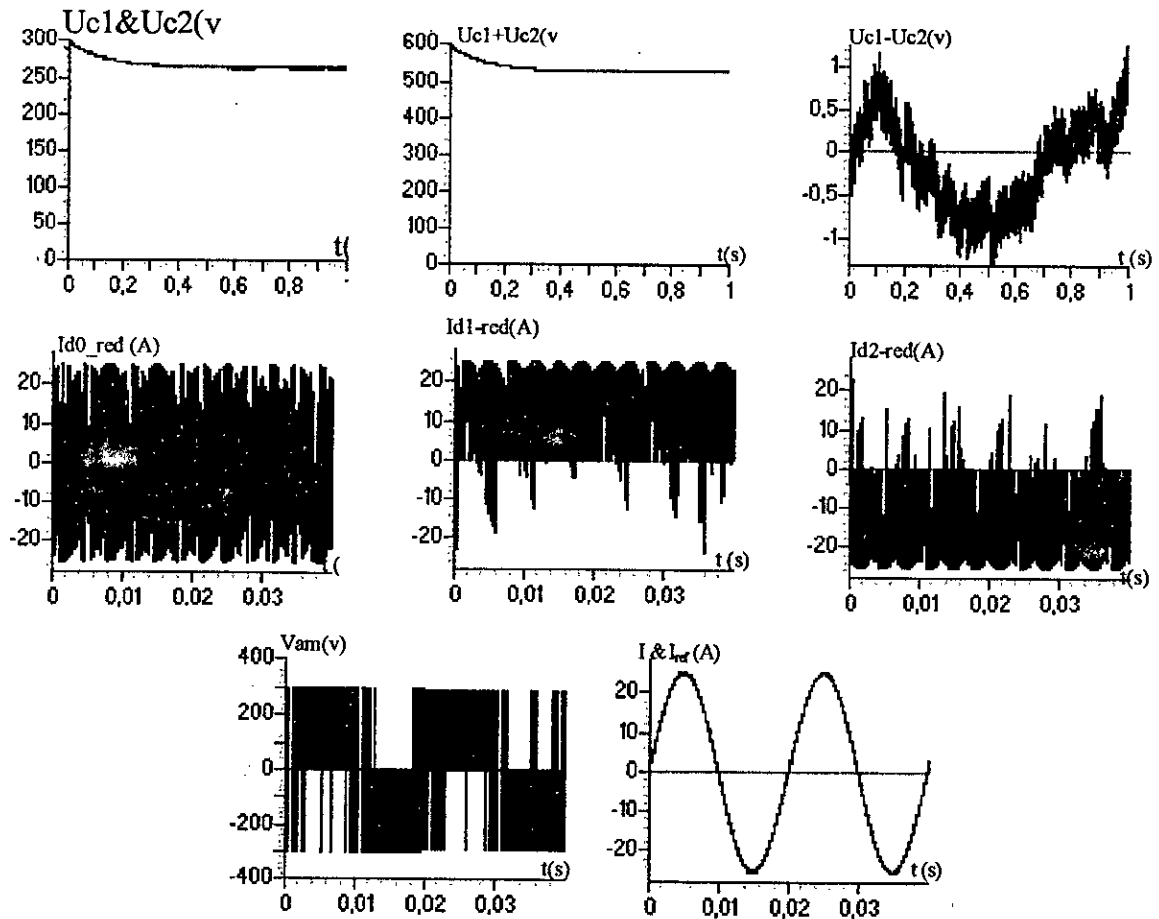 Uc1&Uc2(v
300
250
200
150
100
50
0
0 0,2 0,4 0,6 0,8
t(
Uc1+Uc2(v
600
500
400
300
200
100
0
0 0,2 0,4 0,6 0,8 1
t(s)
Uc1-Uc2(v)
1
0,5
0
-0,5
-1
0 0,2 0,4 0,6 0,8 1
t (s)
Id0_red (A)
20
10
0
-10
-20
0 0,01 0,02 0,03
t (
Id1-red(A)
20
10
0
-10
-20
0 0,01 0,02 0,03
t (s)
Id2-red(A)
20
10
0
-10
-20
0 0,01 0,02 0,03
t(s)
Vam(v)
400
200
0
-200
-400
0 0,01 0,02 0,03
t(s)
I & Iref (A)
20
10
0
-10
-20
0 0,01 0,02 0,03
t (s)